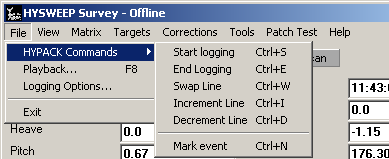 HYSWEEP Survey - Offline
File View Matrix Targets Corrections Tools Patch Test Help
HYPACK Commands
Start logging Ctrl+S
can
Playback... F8
End Logging Ctrl+E
Logging Options...
Swap Line Ctrl+W
11:43:0
Increment Line Ctrl+I
Exit
0.0
Decrement Line Ctrl+D
Heave 0.0 -1.15
Mark event Ctrl+N
Pitch 0.67 176.30